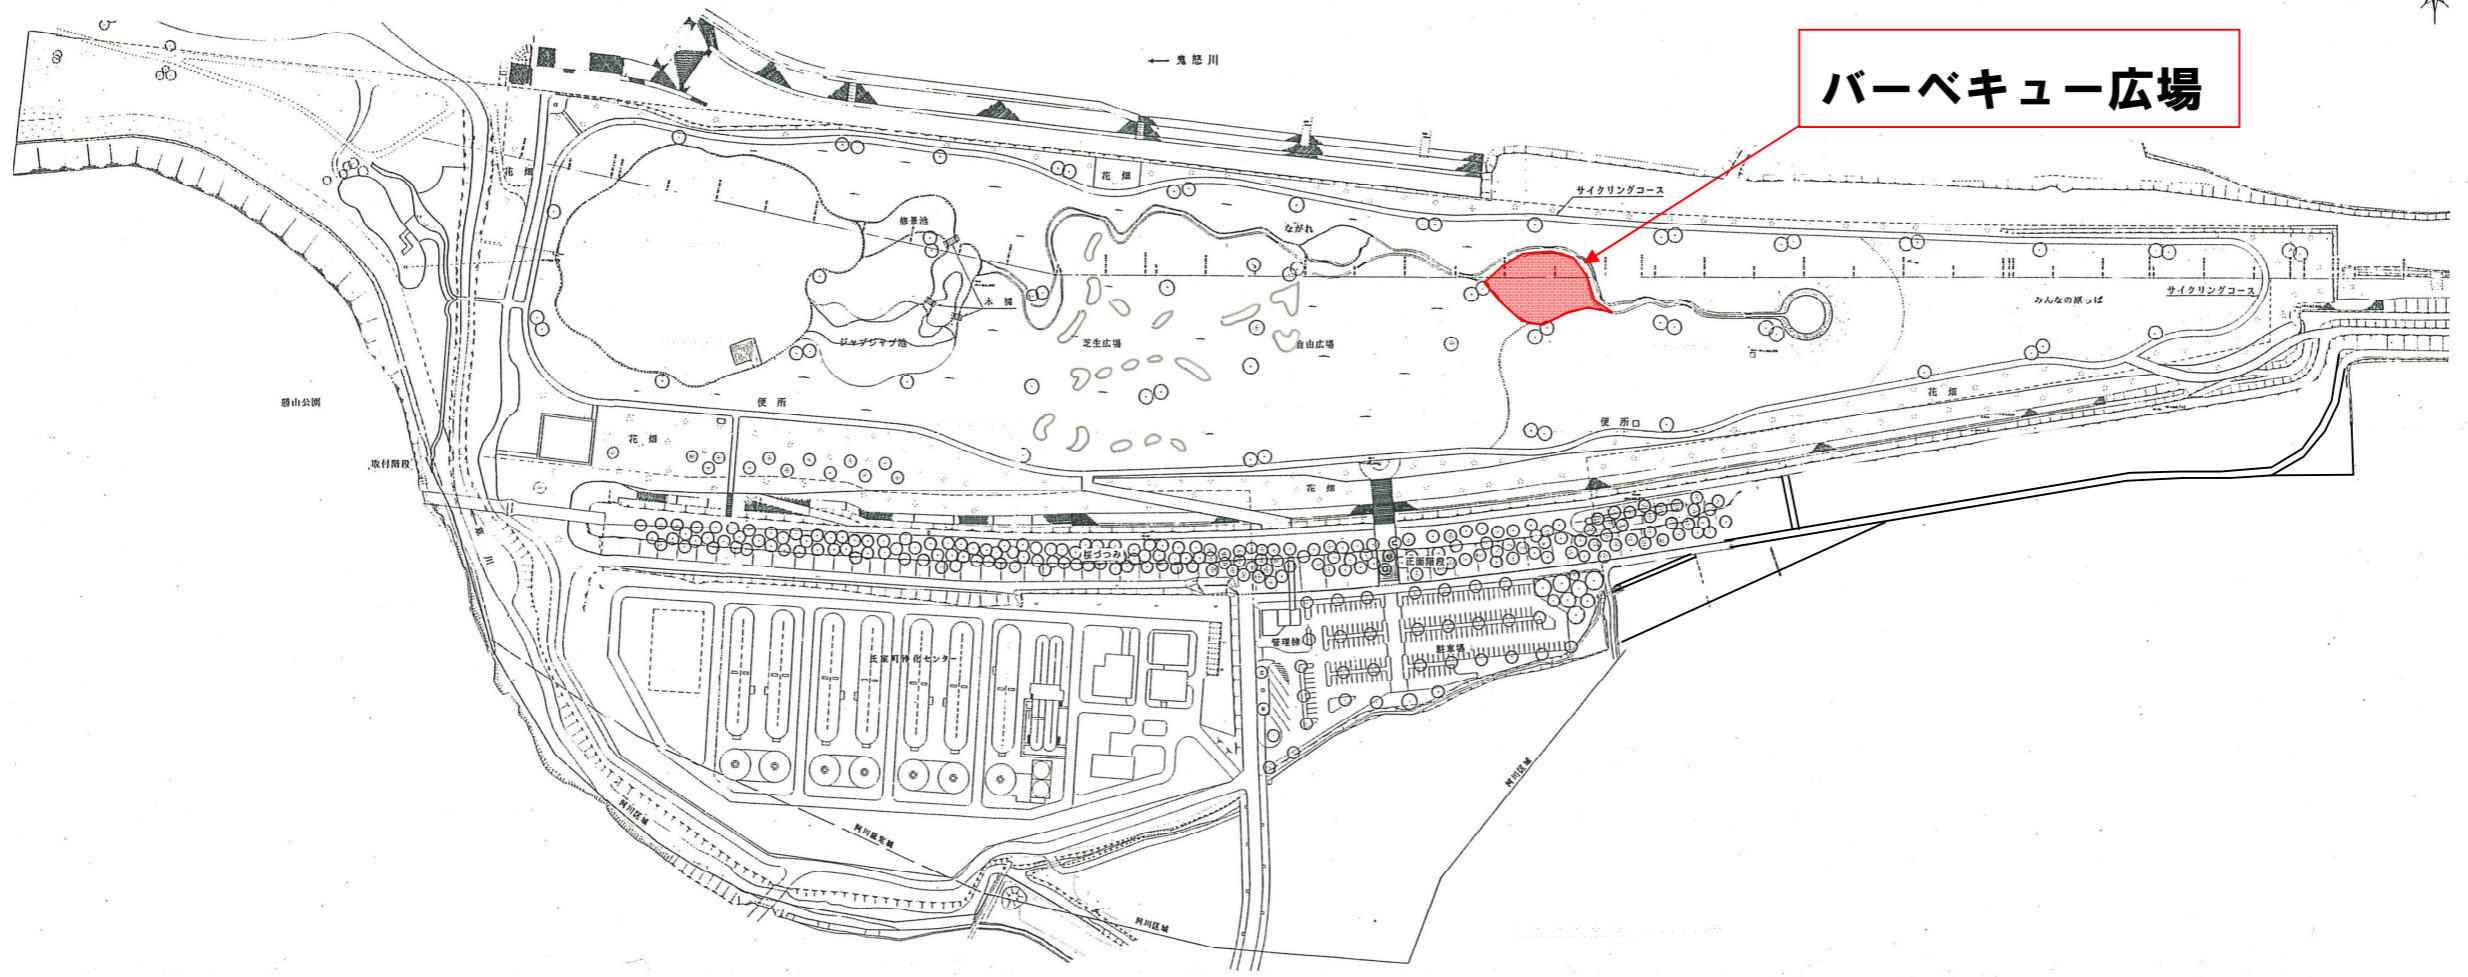 ← 鬼怒川
バーベキュー広場
花畑
花畑
サイクリングコース
修景池
ながれ
水畑
サイクリングコース
みんなの原っぱ
ジャブジャブ池
芝生広場
自由広場
勝山公園
便所
花畑
便所
花畑
取付階段
花畑
川
桜づつみ
正面階段
管理棟
駐車場
氏家町浄化センター
河川区域
河川区域
河川区域